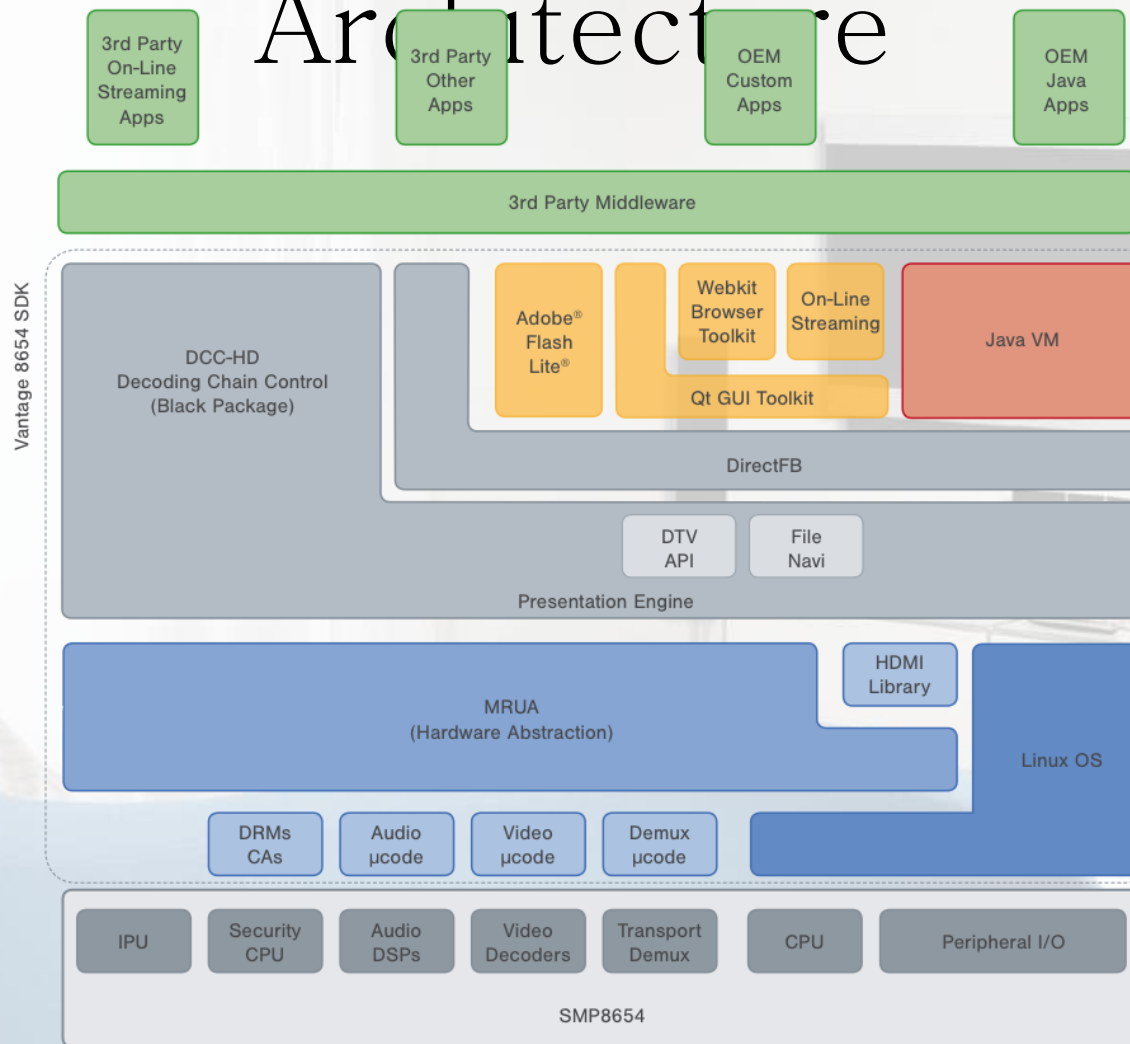 Architecture
3rd Party
On-Line
Streaming
Apps
3rd Party
Other
Apps
OEM
Custom
Apps
OEM
Java
Apps
3rd Party Middleware
Vantage 8654 SDK
DCC-HD
Decoding Chain Control
(Black Package)
Adobe®
Flash
Lite®
Webkit
Browser
Toolkit
On-Line
Streaming
Qt GUI Toolkit
Java VM
DirectFB
DTV
API
File
Navi
Presentation Engine
MRUA
(Hardware Abstraction)
HDMI
Library
Linux OS
DRMs
CAs
Audio
µcode
Video
µcode
Demux
µcode
IPU
Security
CPU
Audio
DSPs
Video
Decoders
Transport
Demux
CPU
Peripheral I/O
SMP8654